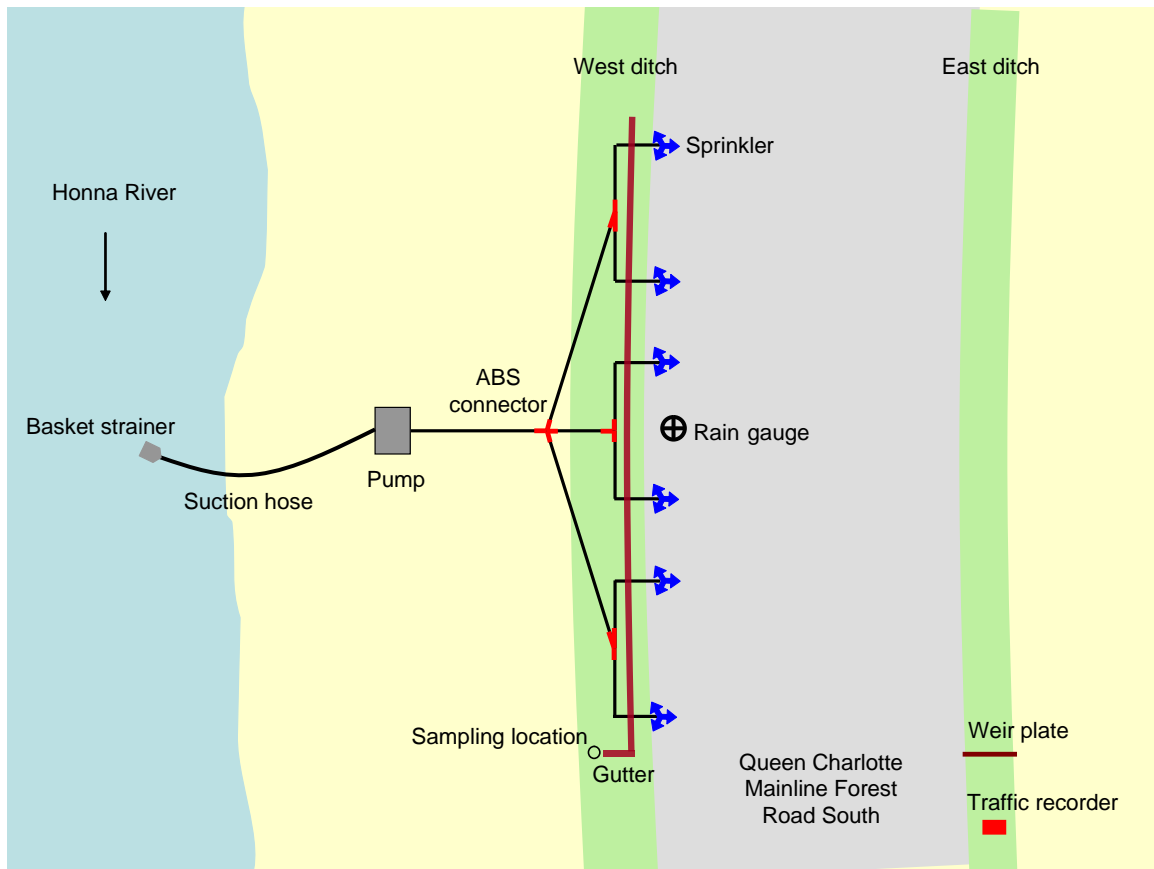 West ditch
East ditch
Sprinkler
Honna River
ABS
connector
Basket strainer
Rain gauge
Pump
Suction hose
Sampling location
Gutter
Weir plate
Queen Charlotte
Mainline Forest
Road South
Traffic recorder